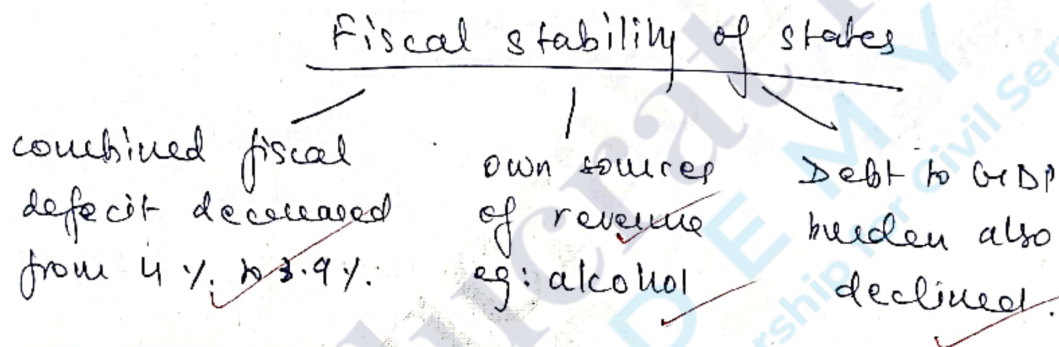 Fiscal stability of states
combined fiscal
defecit decreased
from 4 %. to 3.9 %.
own sources
of revenue
eg: alcohol
Debt to GDP
burden also
declined.